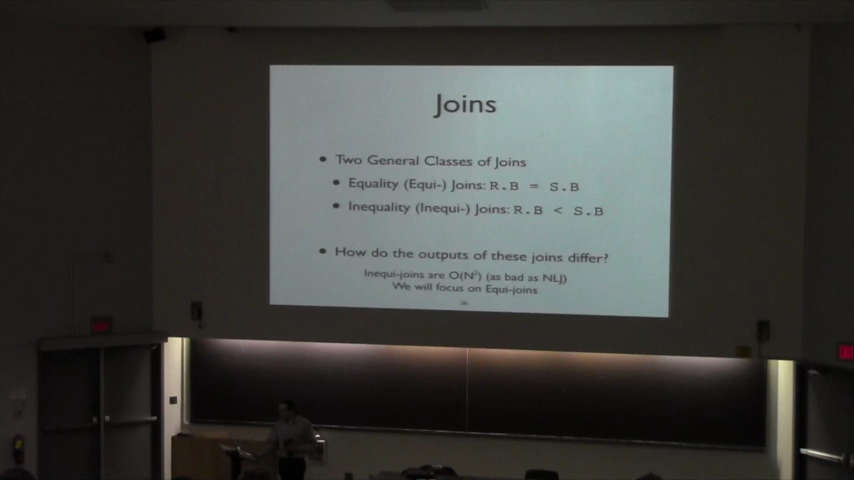 Joins
• Two General Classes of Joins
• Equality (Equi-) Joins: R.B = S.B
• Inequality (Inequi-) Joins: R.B < S.B
• How do the outputs of these joins differ?
Inequi-joins are O(N²) (as bad as NLJ)
We will focus on Equi-joins